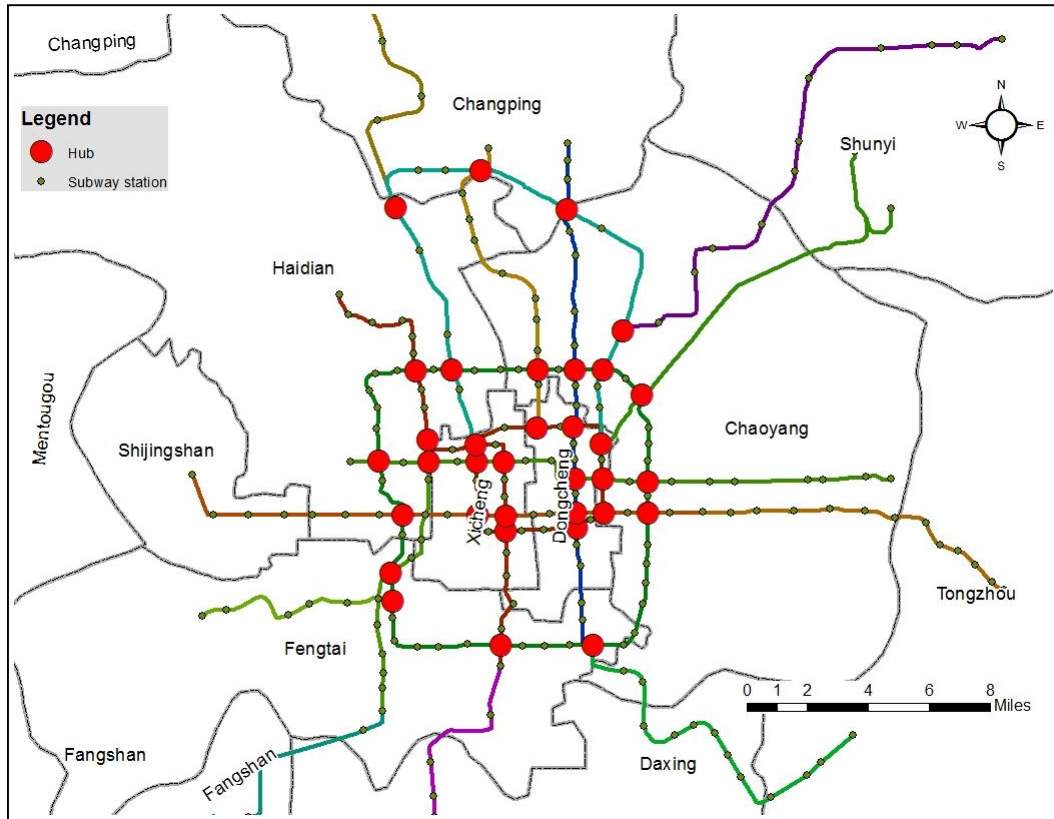 Changping
Changping
Legend
Hub
Subway station
N
W
E
S
Shunyi
Haidian
Mentougou
Shijingshan
Chaoyang
Xicheng
Dongcheng
Tongzhou
Fengtai
0 1 2 4 6 8
Miles
Fangshan
Fangshan
Daxing